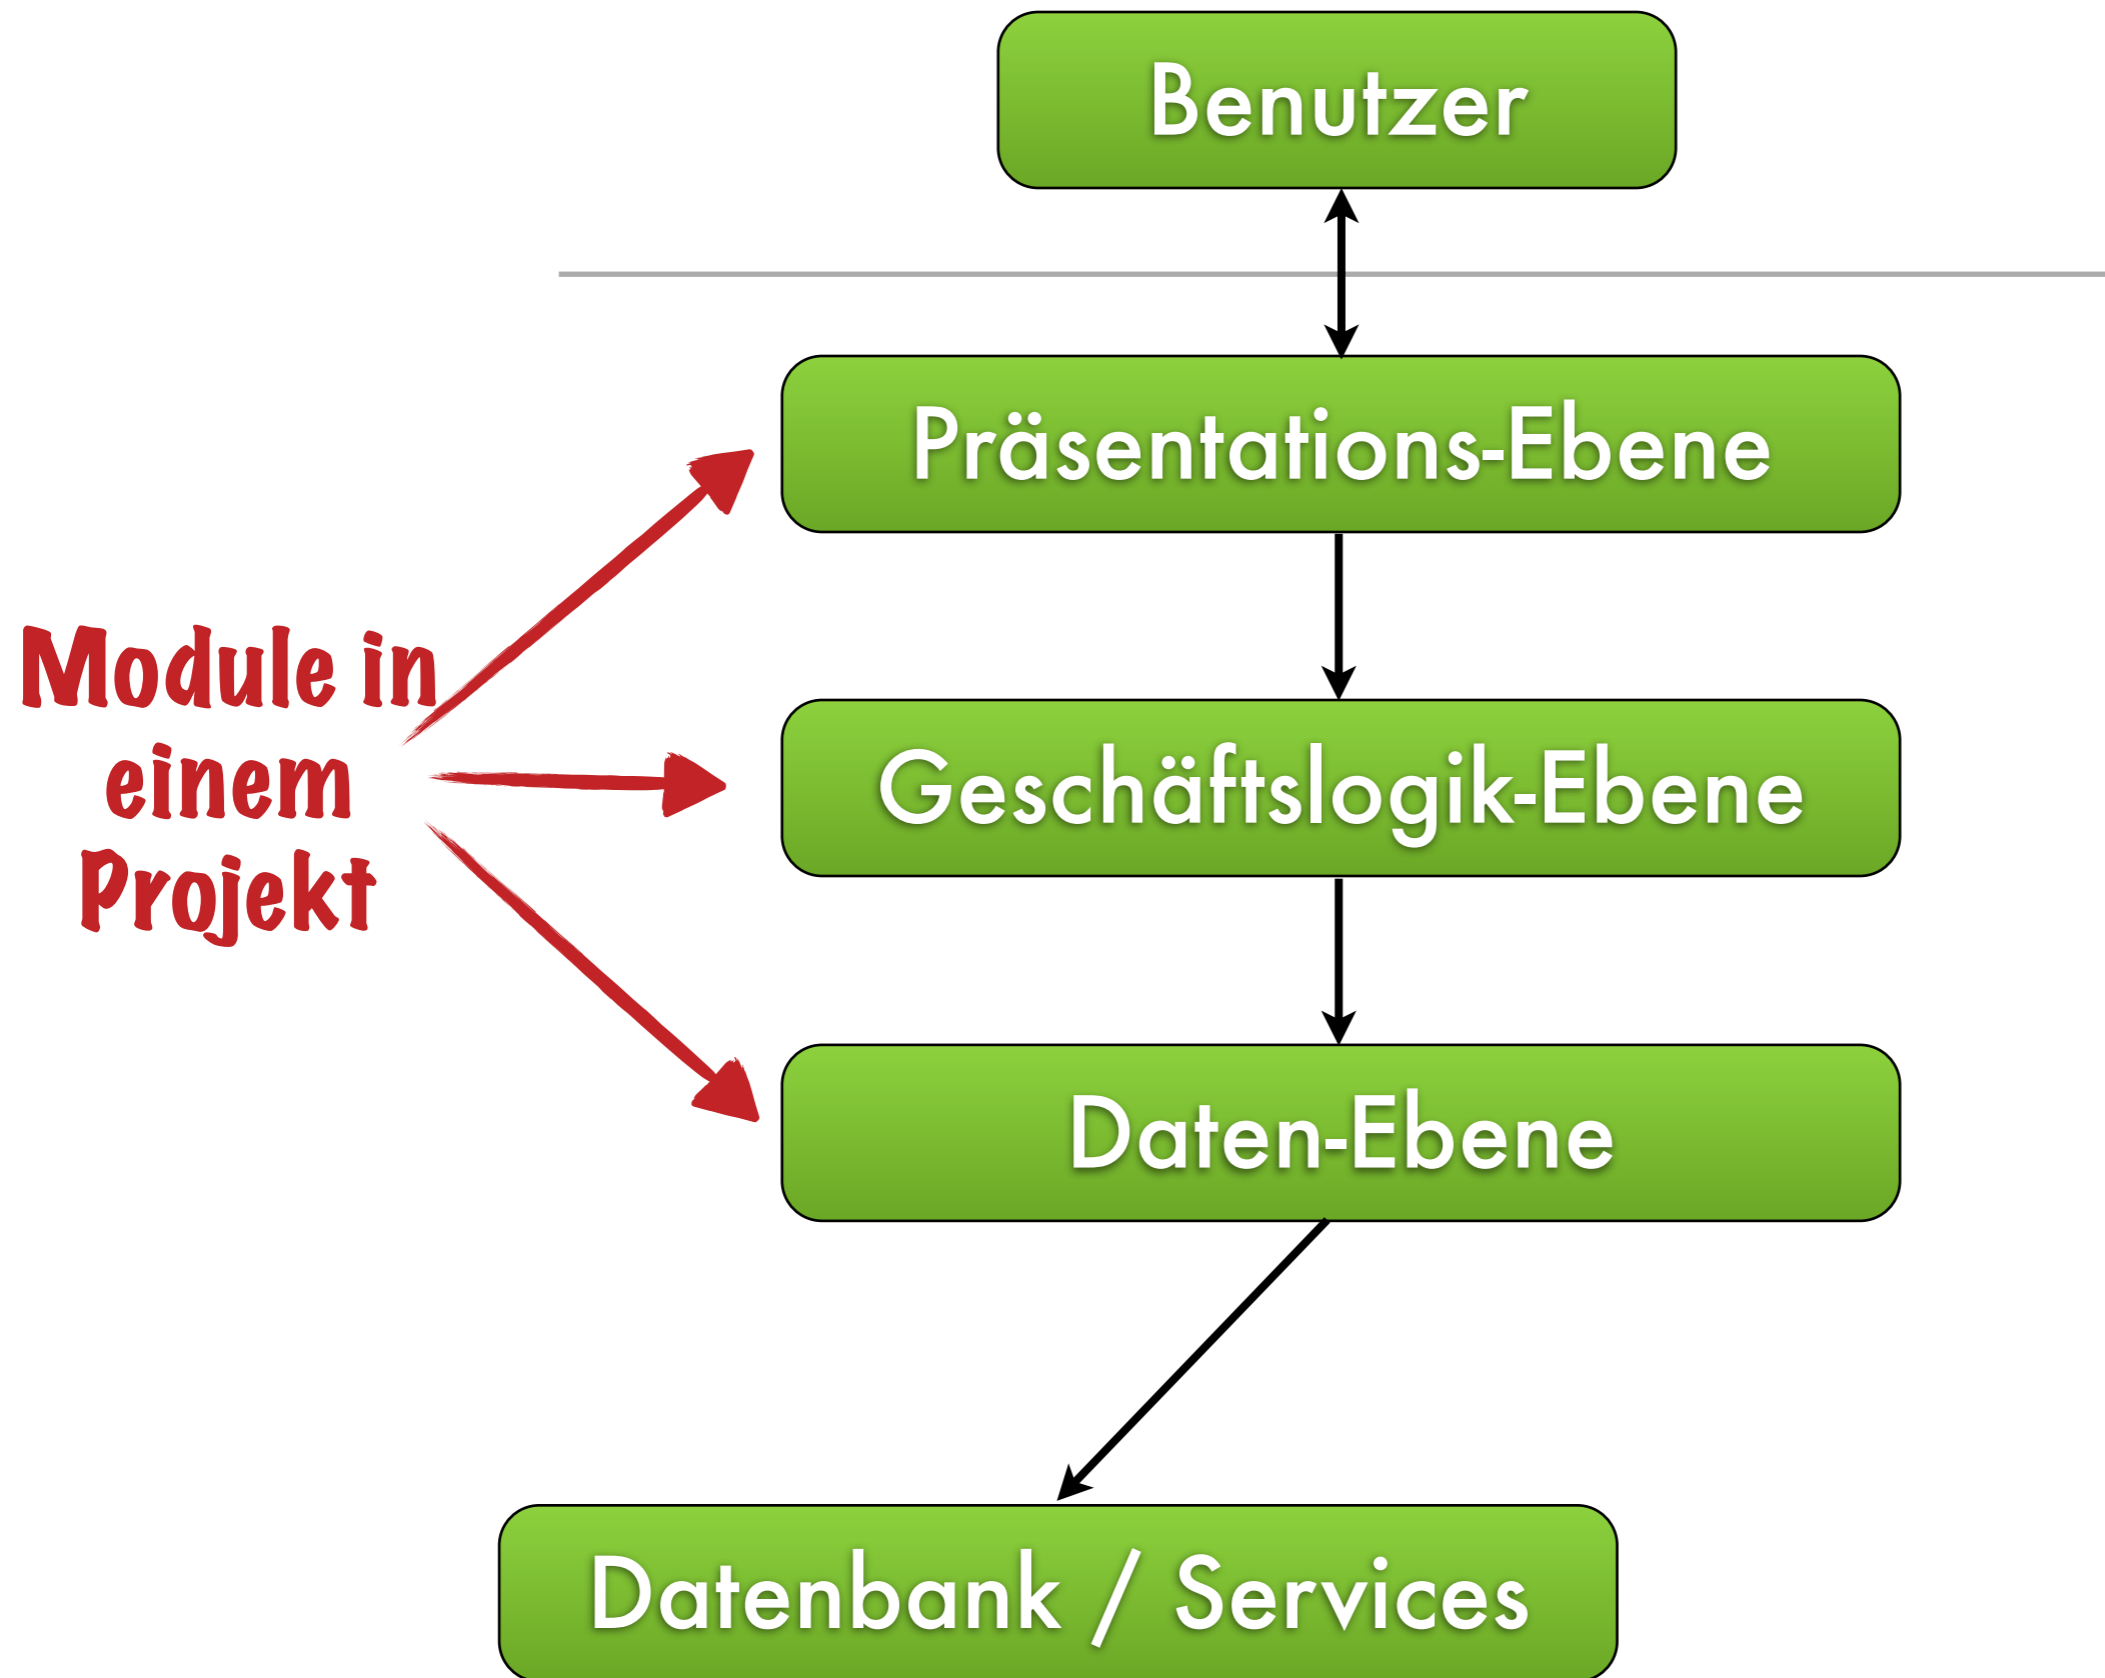 Benutzer
Präsentations-Ebene
Module in
einem
Projekt
Geschäftslogik-Ebene
Daten-Ebene
Datenbank / Services